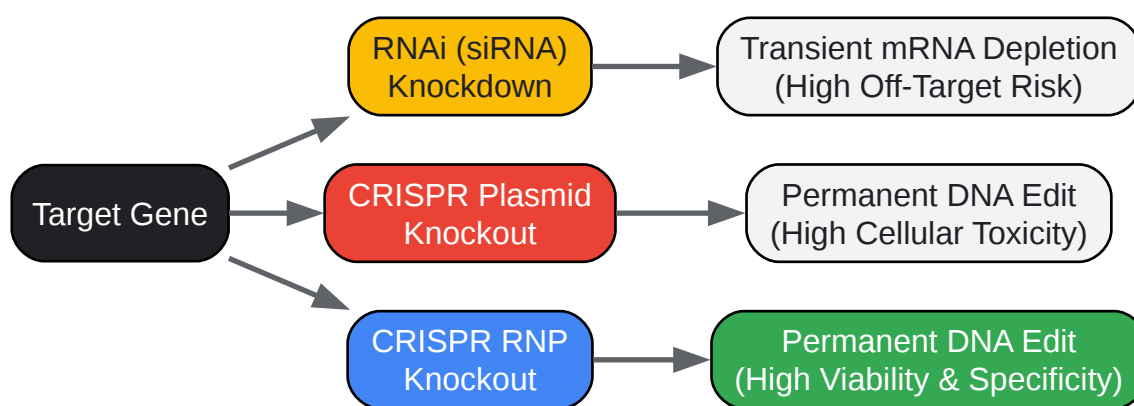 RNAi (siRNA)
Knockdown
Transient mRNA Depletion
(High Off-Target Risk)
Target Gene
CRISPR Plasmid
Knockout
Permanent DNA Edit
(High Cellular Toxicity)
CRISPR RNP
Knockout
Permanent DNA Edit
(High Viability & Specificity)